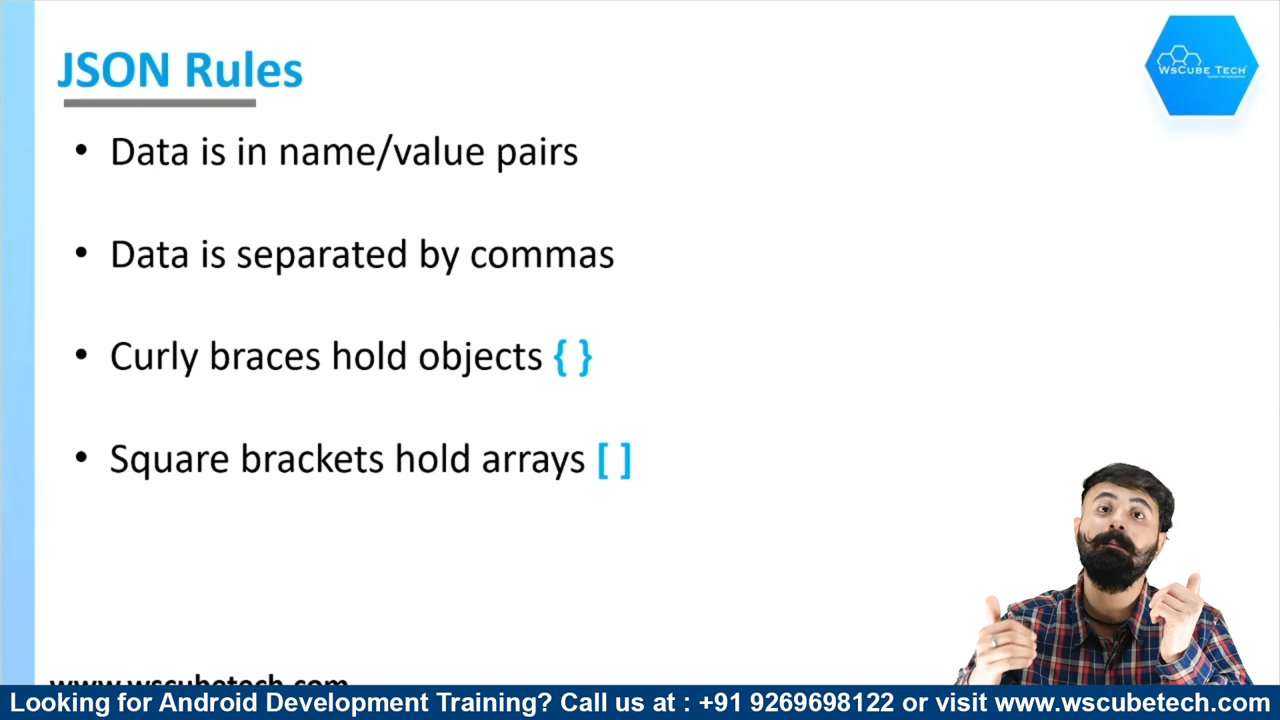 JSON Rules
WsCube Tech
• Data is in name/value pairs
• Data is separated by commas
• Curly braces hold objects { }
• Square brackets hold arrays [ ]
www.wscubetech.com
Looking for Android Development Training? Call us at : +91 9269698122 or visit www.wscubetech.com